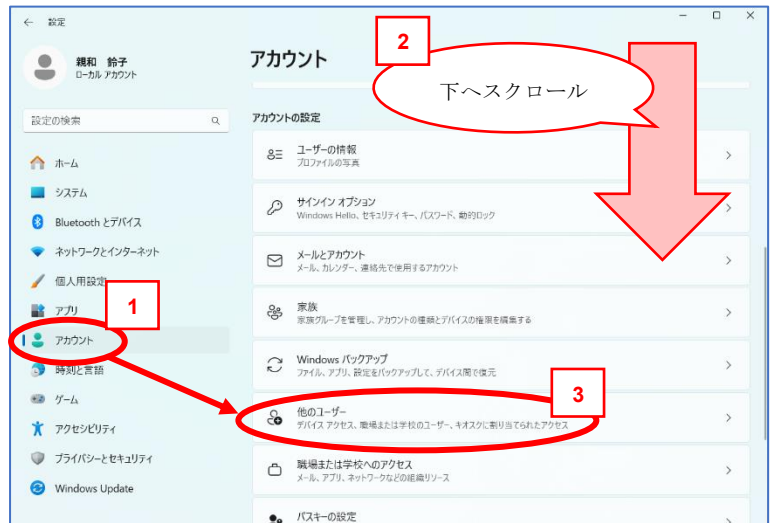 ← 設定
親和 鈴子
ローカル アカウント
設定の検索
ホーム
システム
Bluetooth とデバイス
ネットワークとインターネット
個人用設定
アプリ
1
アカウント
時刻と言語
ゲーム
アクセシビリティ
プライバシーとセキュリティ
Windows Update
アカウント
2
下へスクロール
アカウントの設定
ユーザーの情報
プロファイルの写真
サインイン オプション
Windows Hello、セキュリティ キー、パスワード、動的ロック
メールとアカウント
メール、カレンダー、連絡先で使用するアカウント
家族
家族グループを管理し、アカウントの種類とデバイスの権限を編集する
Windows バックアップ
ファイル、アプリ、設定をバックアップして、デバイス間で復元
3
他のユーザー
デバイス アクセス、職場または学校のユーザー、キオスクに割り当てられたアクセス
職場または学校へのアクセス
メール、アプリ、ネットワークなどの組織リソース
パスキーの設定